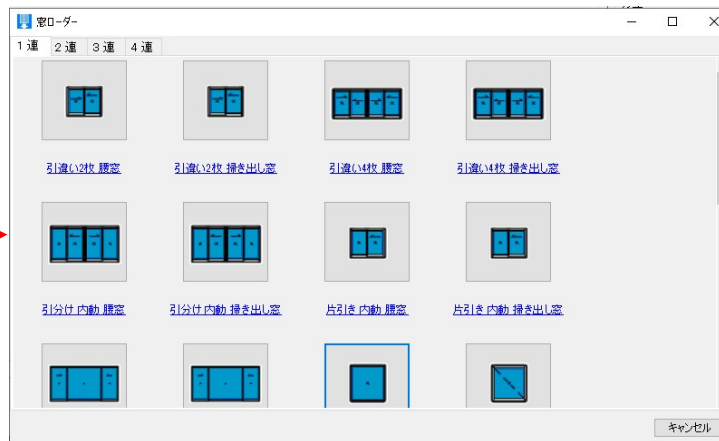 窓ローダー
1連 2連 3連 4連
引違い2枚 腰窓 引違い2枚 掃き出し窓 引違い4枚 腰窓 引違い4枚 掃き出し窓
引分け 内動 腰窓 引分け 内動 掃き出し窓 片引き 内動 腰窓 片引き 内動 掃き出し窓
キャンセル